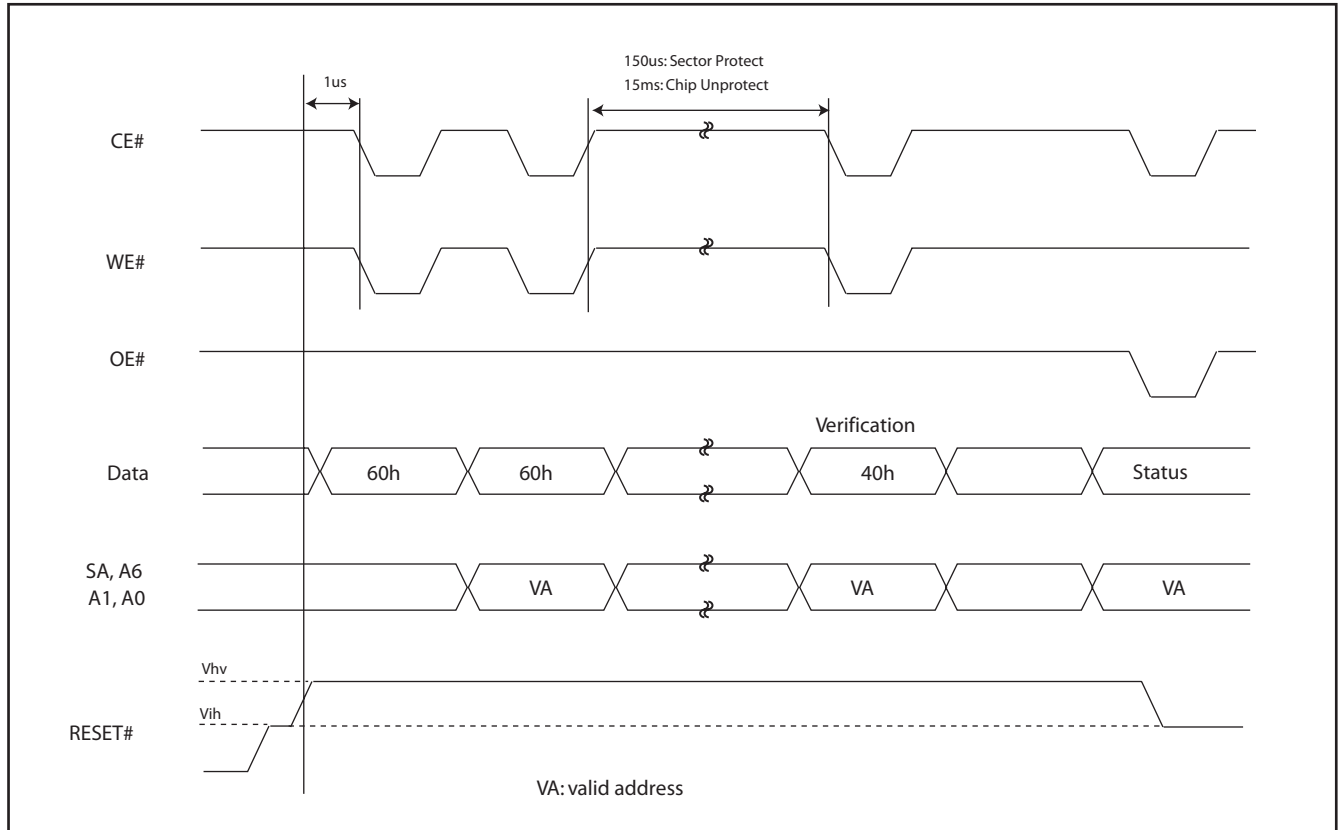 150us: Sector Protect
1us
15ms: Chip Unprotect
CE#
WE#
OE#
Verification
Data
60h
60h
40h
Status
SA, A6
A1, A0
VA
VA
VA
Vhv
Vih
RESET#
VA: valid address